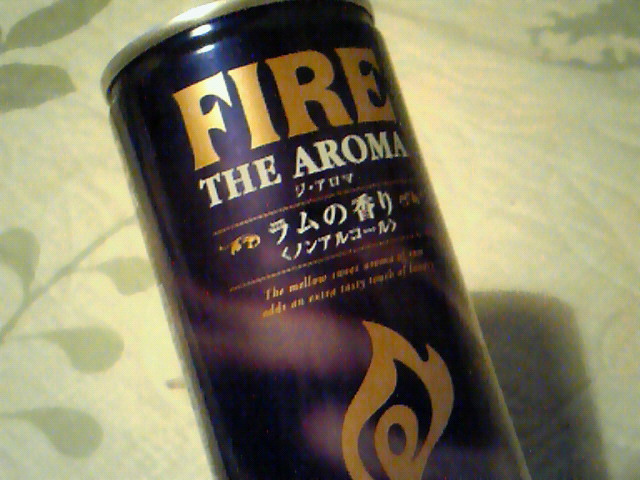 FIRE
THE AROMA
ジ・アロマ
ラムの香り
〈ノンアルコール〉
The mellow sweet aroma of rum
adds an extra tasty touch of